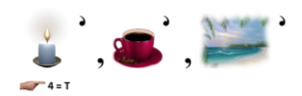 ’ , , ’
4 = T